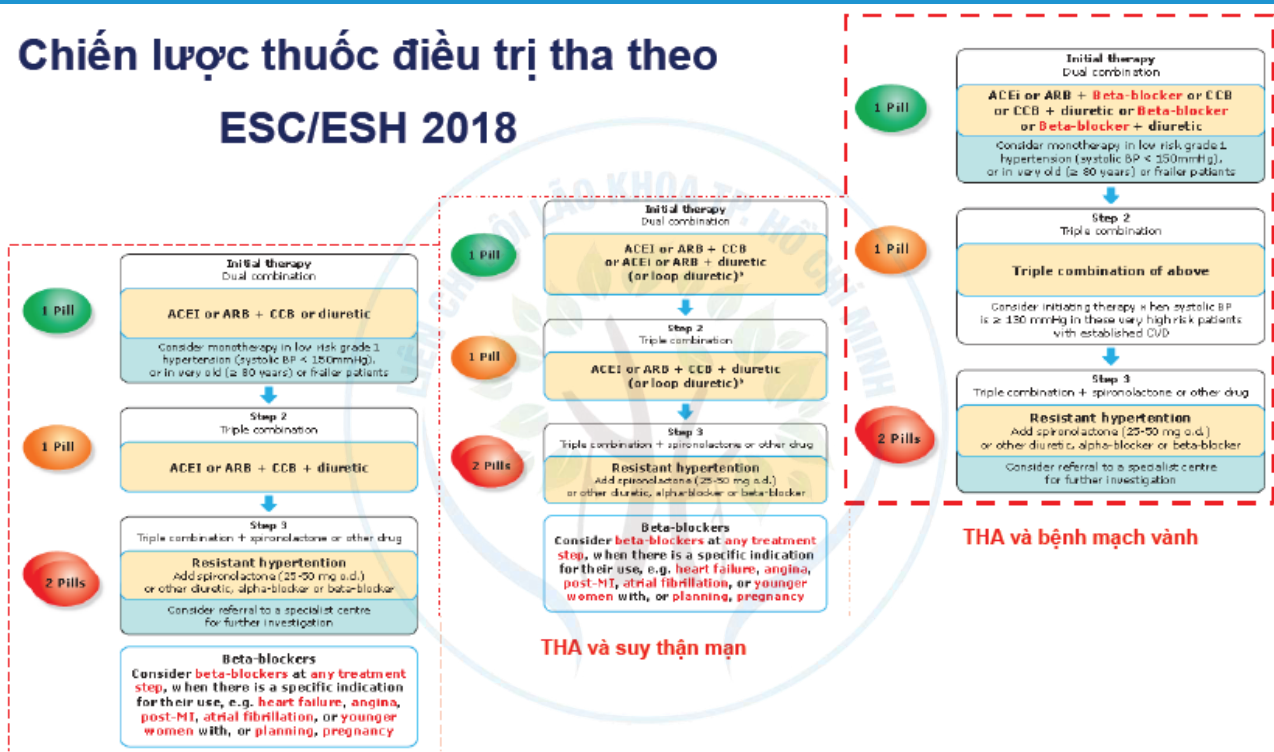 Chiến lược thuốc điều trị tha theo
ESC/ESH 2018
1 Pill
Initial therapy
Dual combination
ACEI or ARB + CCB or diuretic
Consider monotherapy in low risk grade 1
hypertension (systolic BP < 150mmHg),
or in very old (≥ 80 years) or frailer patients
1 Pill
Step 2
Triple combination
ACEI or ARB + CCB + diuretic
2 Pills
Step 3
Triple combination + spironolactone or other drug
Resistant hypertention
Add spironolactone (25-50 mg o.d.)
or other diuretic, alpha-blocker or beta-blocker
Consider referral to a specialist centre
for further investigation
Beta-blockers
Consider beta-blockers at any treatment
step, when there is a specific indication
for their use, e.g. heart failure, angina,
post-MI, atrial fibrillation, or younger
women with, or planning, pregnancy
1 Pill
Initial therapy
Dual combination
ACEI or ARB + CCB
or ACEI or ARB + diuretic
(or loop diuretic)ᵃ
1 Pill
Step 2
Triple combination
ACEI or ARB + CCB + diuretic
(or loop diuretic)ᵃ
2 Pills
Step 3
Triple combination + spironolactone or other drug
Resistant hypertention
Add spironolactone (25-50 mg o.d.)
or other diuretic, alpha-blocker or beta-blocker
Beta-blockers
Consider beta-blockers at any treatment
step, when there is a specific indication
for their use, e.g. heart failure, angina,
post-MI, atrial fibrillation, or younger
women with, or planning, pregnancy
THA và suy thận mạn
1 Pill
Initial therapy
Dual combination
ACEi or ARB + Beta-blocker or CCB
or CCB + diuretic or Beta-blocker
or Beta-blocker + diuretic
Consider monotherapy in low risk grade 1
hypertension (systolic BP < 150mmHg),
or in very old (≥ 80 years) or frailer patients
1 Pill
Step 2
Triple combination
Triple combination of above
Consider initiating therapy when systolic BP
is ≥ 130 mmHg in these very high risk patients
with established CVD
2 Pills
Step 3
Triple combination + spironolactone or other drug
Resistant hypertention
Add spironolactone (25-50 mg o.d.)
or other diuretic, alpha-blocker or beta-blocker
Consider referral to a specialist centre
for further investigation
THA và bệnh mạch vành
LIÊN CHI HỘI LÃO KHOA TP. HỒ CHÍ MINH